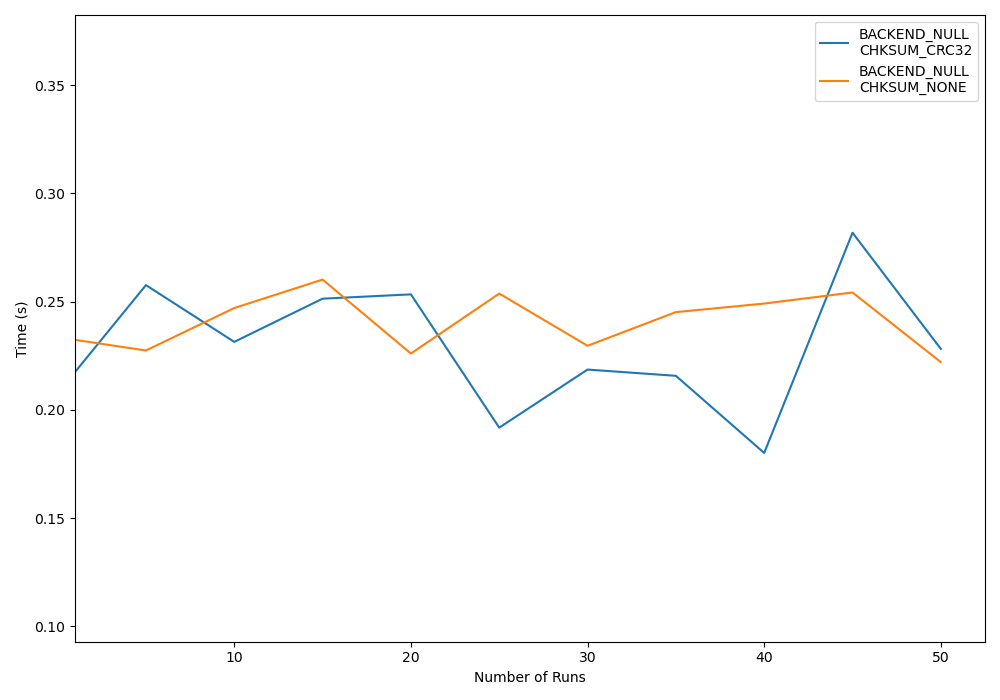 BACKEND_NULL
CHKSUM_CRC32
BACKEND_NULL
CHKSUM_NONE
0.35
0.30
0.25
0.20
0.15
0.10
Time (s)
10 20 30 40 50
Number of Runs